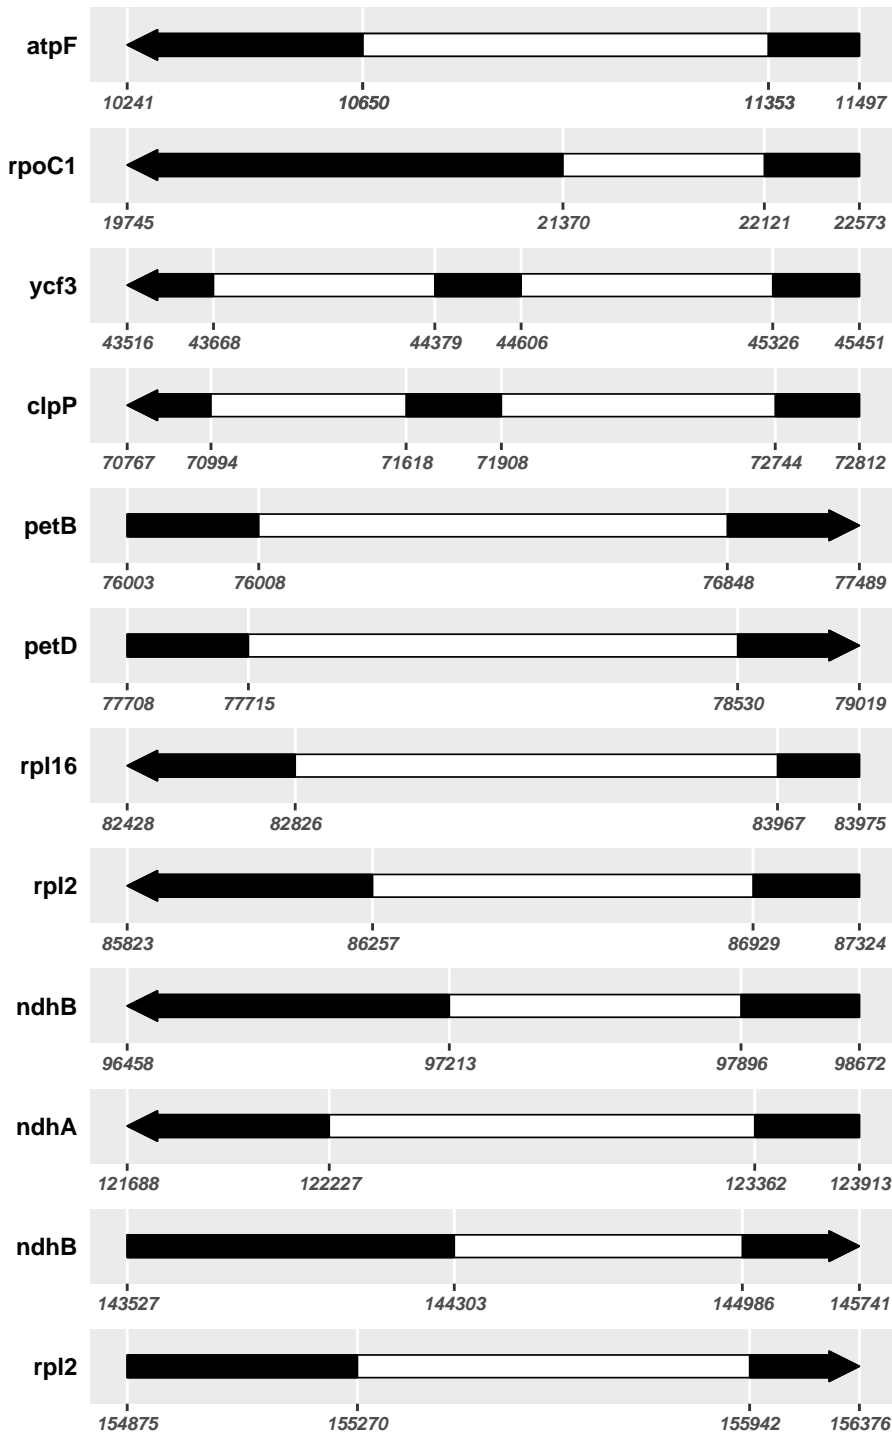 atpF
10241 10650 11353 11497
rpoC1
19745 21370 22121 22573
ycf3
43516 43668 44379 44606 45326 45451
clpP
70767 70994 71618 71908 72744 72812
petB
76003 76008 76848 77489
petD
77708 77715 78530 79019
rpl16
82428 82826 83967 83975
rpl2
85823 86257 86929 87324
ndhB
96458 97213 97896 98672
ndhA
121688 122227 123362 123913
ndhB
143527 144303 144986 145741
rpl2
154875 155270 155942 156376